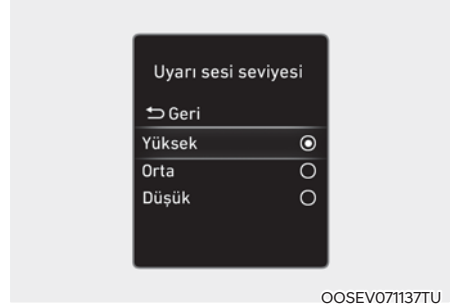 Uyarı sesi seviyesi
Geri
Yüksek
Orta
Düşük
OOSEV071137TU